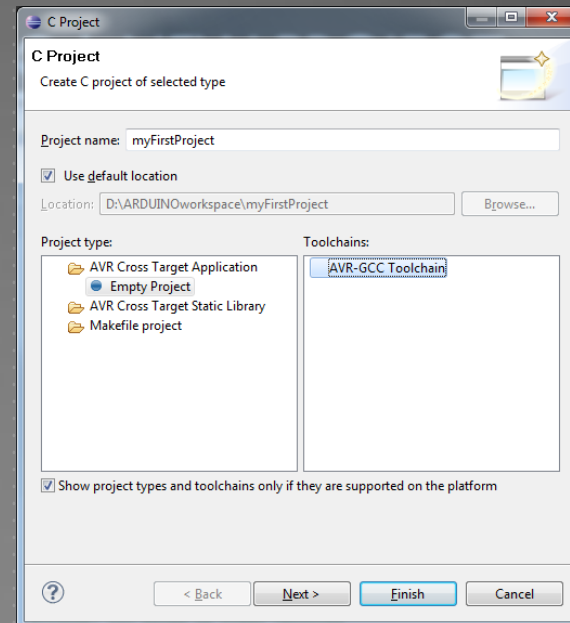 C Project
C Project
Create C project of selected type
Project name: myFirstProject
Use default location
Location: D:\ARDUINOworkspace\myFirstProject Browse...
Project type: Toolchains:
AVR Cross Target Application AVR-GCC Toolchain
Empty Project
AVR Cross Target Static Library
Makefile project
Show project types and toolchains only if they are supported on the platform
? < Back Next > Finish Cancel